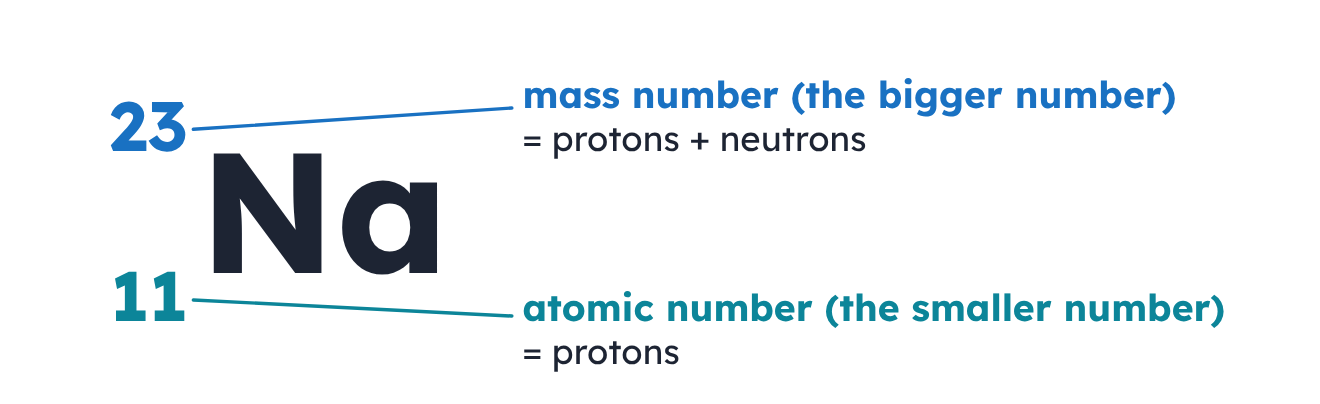 23
mass number (the bigger number)
= protons + neutrons
Na
11
atomic number (the smaller number)
= protons